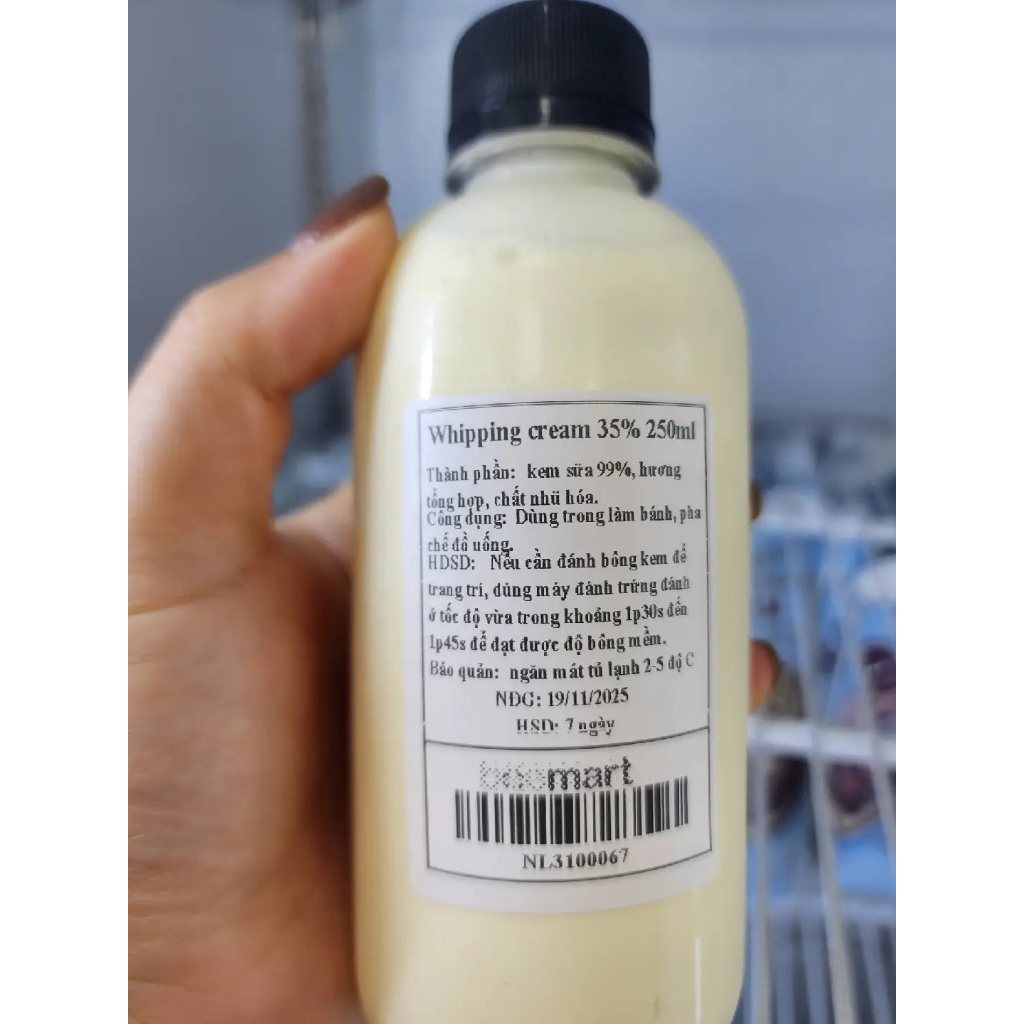 Whipping cream 35% 250ml
Thành phần: kem sữa 99%, hương
tổng hợp, chất nhũ hóa.
Công dụng: Dùng trong làm bánh, pha
chế đồ uống.
HDSD: Nếu cần đánh bông kem để
trang trí, dùng máy đánh trứng đánh
ở tốc độ vừa trong khoảng 1p30s đến
1p45s để đạt được độ bông mềm.
Bảo quản: ngăn mát tủ lạnh 2-5 độ C
NĐG: 19/11/2025
HSD: 7 ngày
beemart
NL3100067